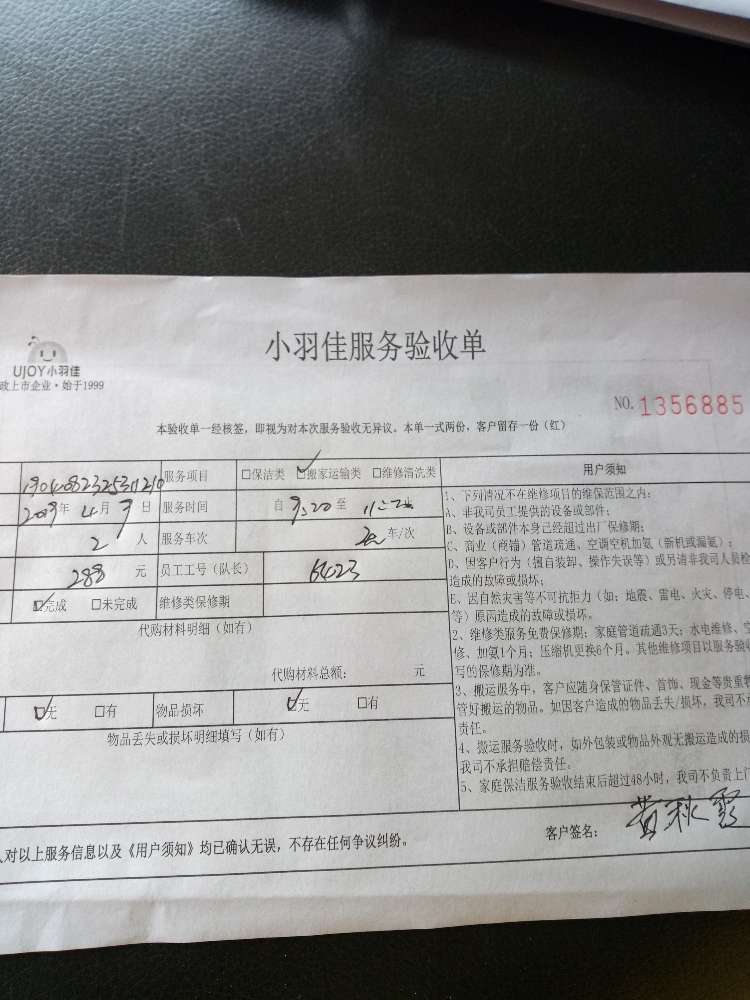 小羽佳服务验收单
UJOY小羽佳
政上市企业·始于1999
NO. 1356885
本验收单一经核签，即视为对本次服务验收无异议。本单一式两份，客户留存一份（红）
服务项目 □保洁类 ☑搬家运输类 □维修清洗类
年 4月9日 服务时间 自 9:20 至
2 人 服务车次 车/次
288 元 员工工号（队长） 64023
☑完成 □未完成 维修类保修期
代购材料明细（如有）
代购材料总额： 元
☑无 □有 物品损坏 ☑无 □有
物品丢失或损坏明细填写（如有）
用户须知
1、下列情况不在维修项目的维保范围之内：
A、非我司员工提供的设备或部件；
B、设备或部件本身已经超过出厂保修期；
C、商业（商铺）管道疏通、空调空机加氨（新机或漏氨）；
D、因客户行为（擅自装卸、操作失误等）或另请非我司人员检
造成的故障或损坏；
E、因自然灾害等不可抗拒力（如：地震、雷电、火灾、停电、
等）原因造成的故障或损坏。
2、维修类服务免费保修期：家庭管道疏通3天；水电维修、空
修、加氨1个月；压缩机更换6个月。其他维修项目以服务验收
写的保修期为准。
3、搬运服务中，客户应随身保管证件、首饰、现金等贵重物
管好搬运的物品。如因客户造成的物品丢失/损坏，我司不承
责任。
4、搬运服务验收时，如外包装或物品外观无搬运造成的损
我司不承担赔偿责任。
5、家庭保洁服务验收结束后超过48小时，我司不负责上门
人对以上服务信息以及《用户须知》均已确认无误，不存在任何争议纠纷。
客户签名： 黄秋霞